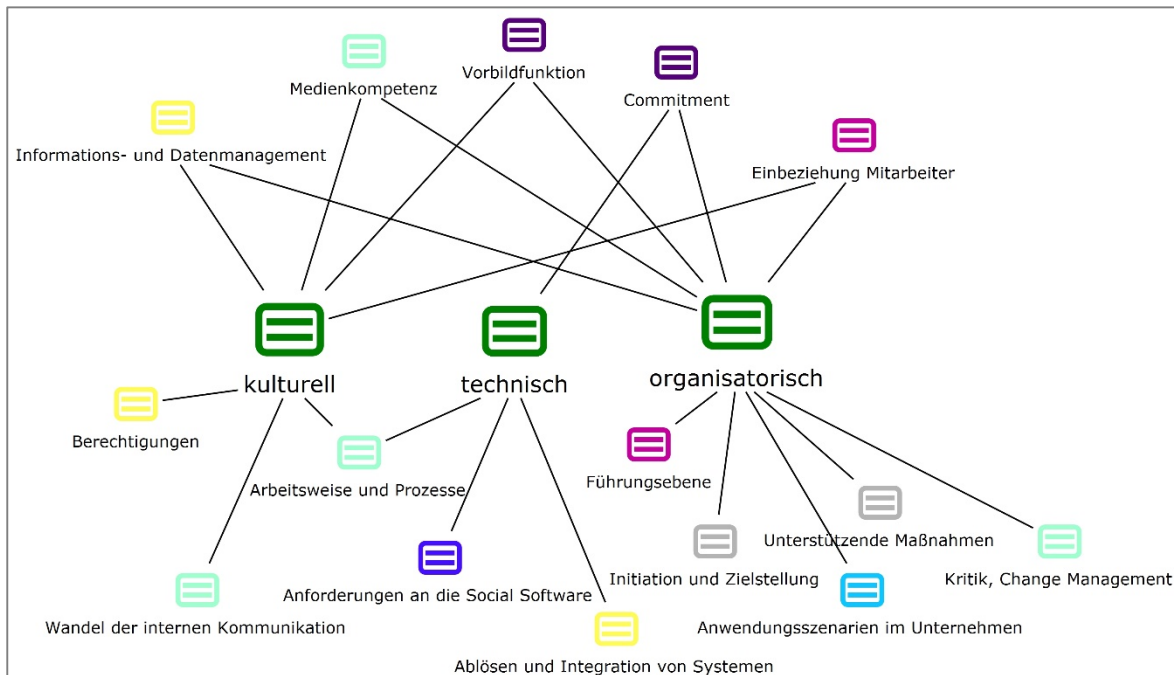 Vorbildfunktion
Medienkompetenz
Commitment
Informations- und Datenmanagement
Einbeziehung Mitarbeiter
kulturell
technisch
organisatorisch
Berechtigungen
Arbeitsweise und Prozesse
Führungsebene
Unterstützende Maßnahmen
Initiation und Zielstellung
Kritik, Change Management
Anforderungen an die Social Software
Wandel der internen Kommunikation
Anwendungsszenarien im Unternehmen
Ablösen und Integration von Systemen